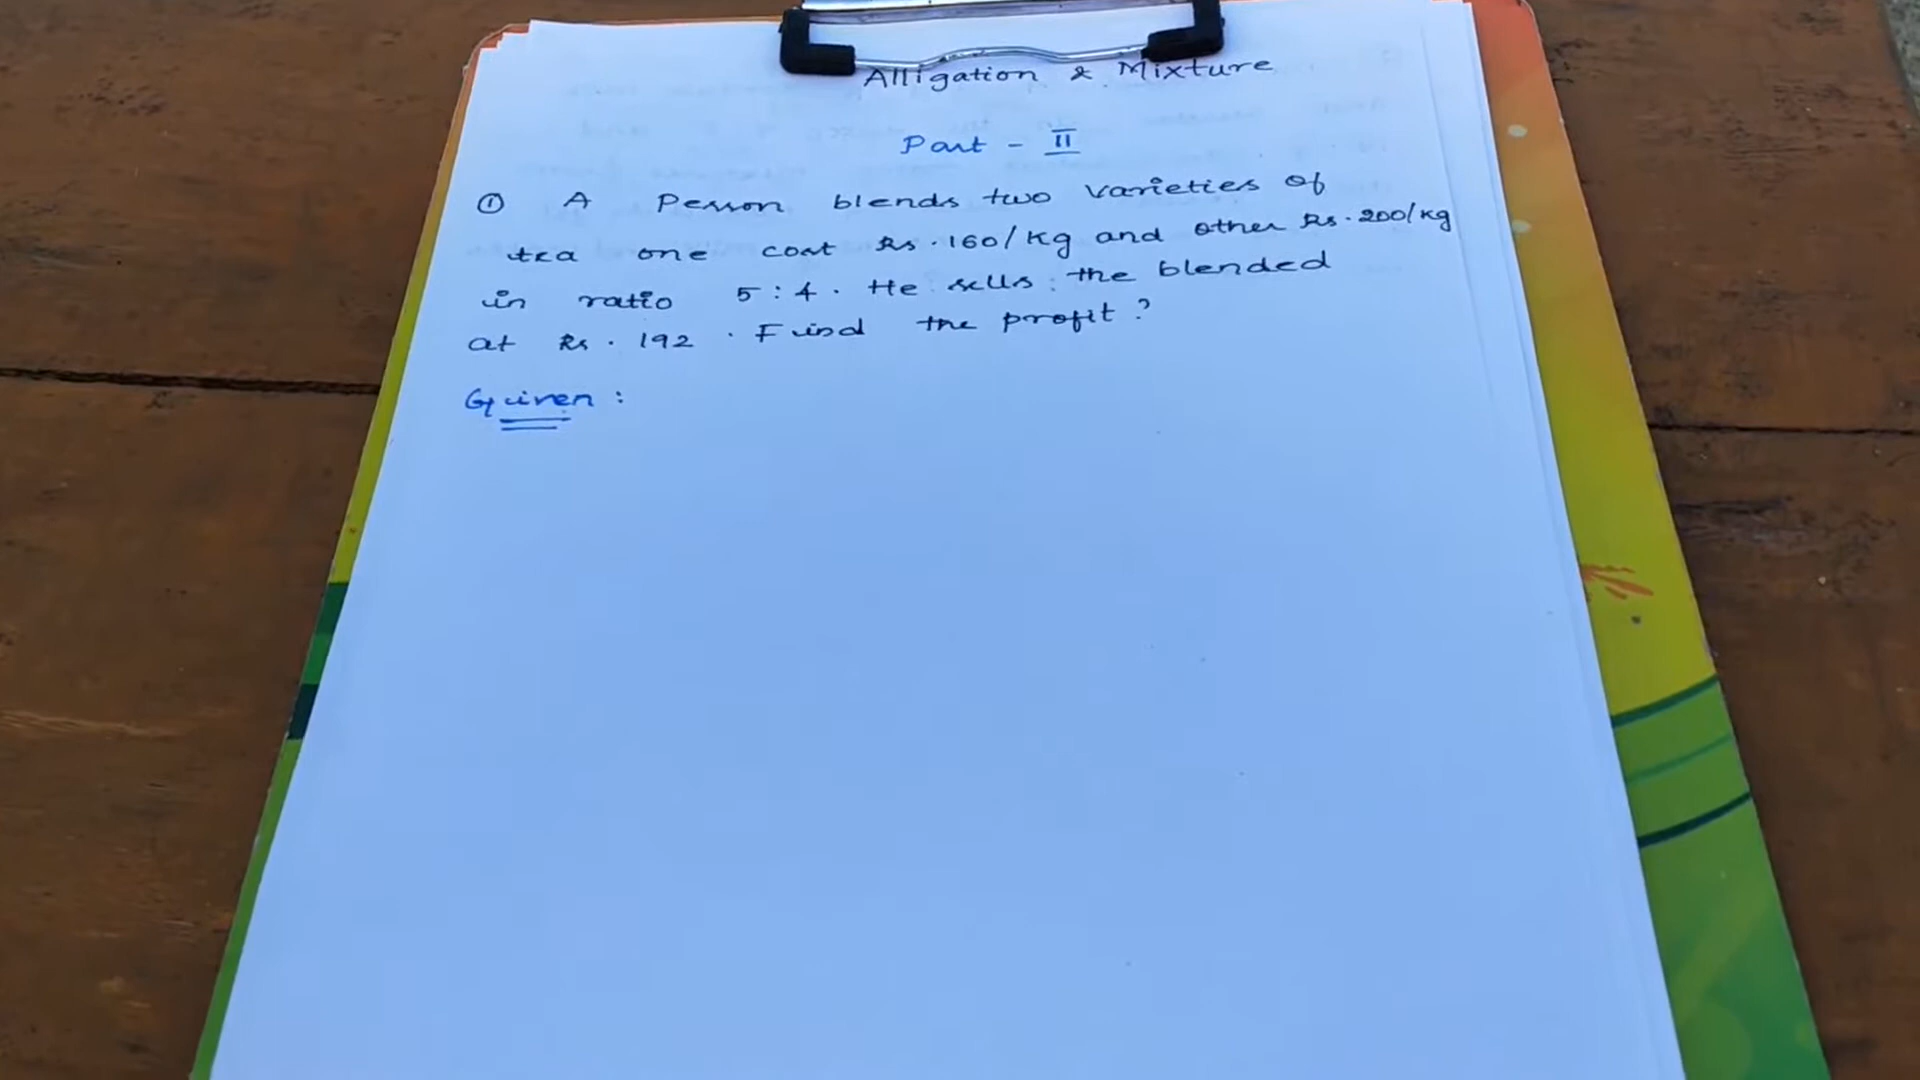 Alligation & Mixture
Part - II
① A Person blends two varieties of
tea one cost Rs. 160/Kg and other Rs. 200/Kg
in ratio 5:4. He sells the blended
at Rs. 192. Find the profit?
Given: